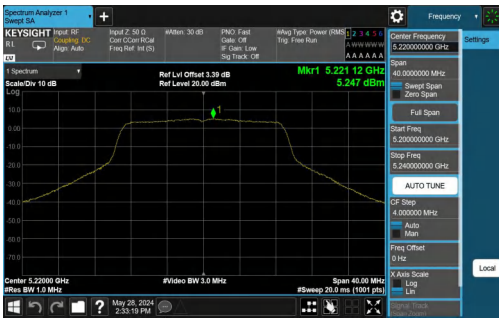 Spectrum Analyzer 1
Swept SA
+
Frequency
KEYSIGHT
RL
Input: RF
Coupling: DC
Align: Auto
Input Z: 50 Ω
Corr CCorr RCal
Freq Ref: Int (S)
#Atten: 30 dB
PNO: Fast
Gate: Off
IF Gain: Low
Sig Track: Off
#Avg Type: Power (RMS
Trig: Free Run
1 2 3 4 5 6
A W W W W W
A A A A A A
1 Spectrum
Scale/Div 10 dB
Log
Ref Lvl Offset 3.39 dB
Ref Level 20.00 dBm
Mkr1 5.221 12 GHz
5.247 dBm
1
10.0
0.00
-10.0
-20.0
-30.0
-40.0
-50.0
-60.0
-70.0
Center 5.22000 GHz
#Res BW 1.0 MHz
#Video BW 3.0 MHz
Span 40.00 MHz
#Sweep 20.0 ms (1001 pts)
Center Frequency
5.220000000 GHz
Span
40.0000000 MHz
Swept Span
Zero Span
Full Span
Start Freq
5.200000000 GHz
Stop Freq
5.240000000 GHz
AUTO TUNE
CF Step
4.000000 MHz
Auto
Man
Freq Offset
0 Hz
X Axis Scale
Log
Lin
Signal Track
Settings
Local
?
May 28, 2024
2:33:19 PM